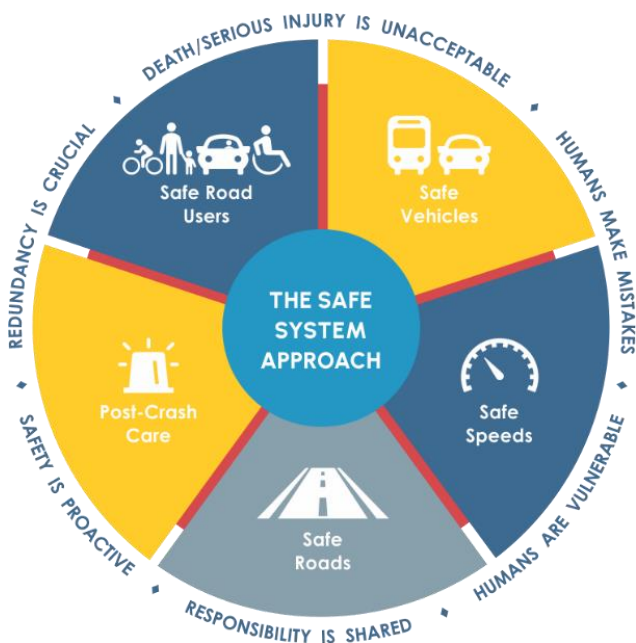 DEATH/SERIOUS INJURY IS UNACCEPTABLE
HUMANS MAKE MISTAKES
HUMANS ARE VULNERABLE
RESPONSIBILITY IS SHARED
SAFETY IS PROACTIVE
REDUNDANCY IS CRUCIAL
Safe Road
Users
Safe
Vehicles
THE SAFE
SYSTEM
APPROACH
Post-Crash
Care
Safe
Speeds
Safe
Roads